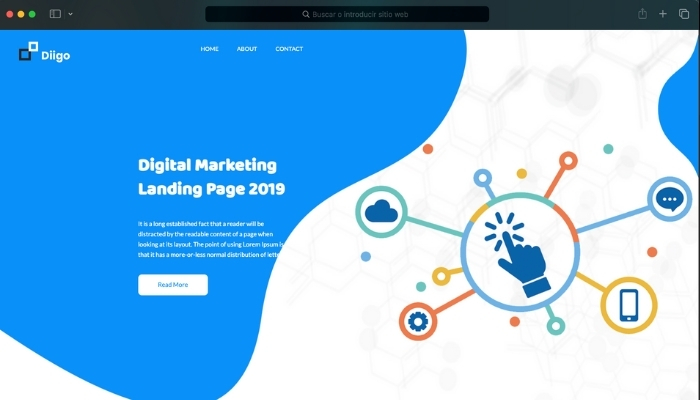 Buscar o introducir sitio web
Diigo
HOME ABOUT CONTACT
Digital Marketing
Landing Page 2019
It is a long established fact that a reader will be
distracted by the readable content of a page when
looking at its layout. The point of using Lorem Ipsum is
that it has a more-or-less normal distribution of
Read More